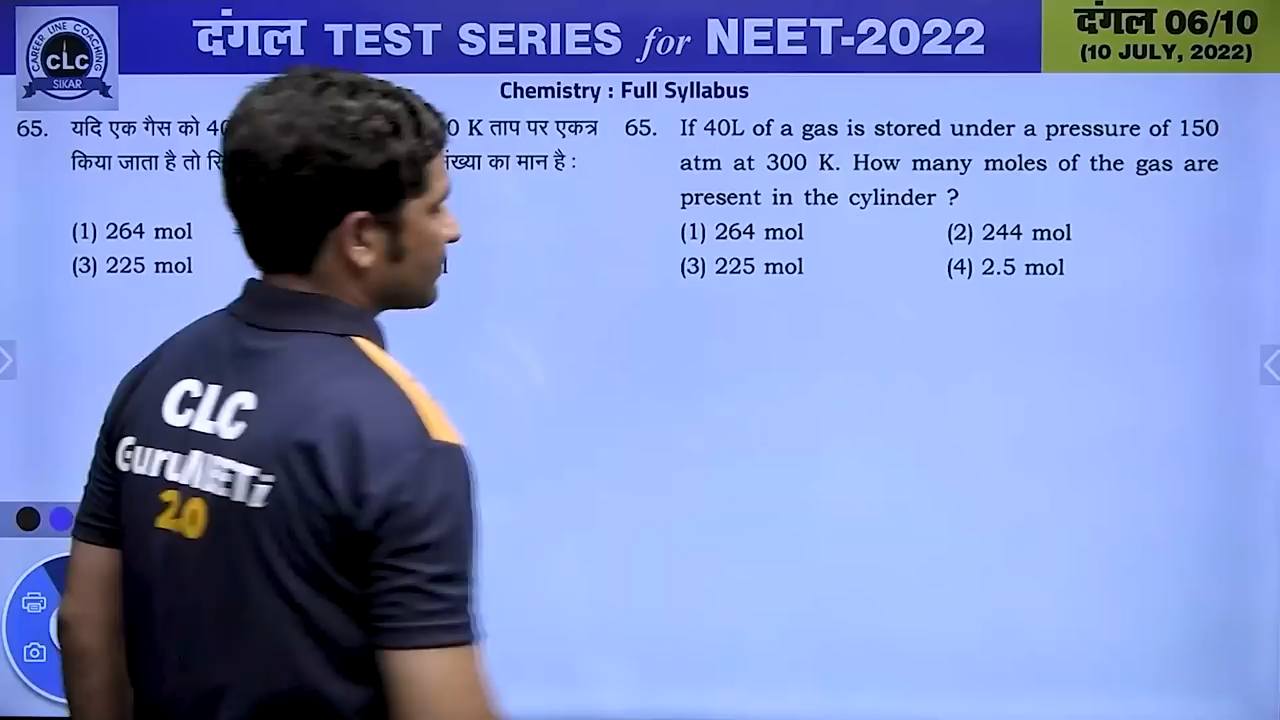 दंगल TEST SERIES for NEET-2022
दंगल 06/10
(10 JULY, 2022)
CAREER LINE COACHING
CLC
SIKAR
Chemistry : Full Syllabus
65. यदि एक गैस को 40 K ताप पर एकत्र
किया जाता है तो का मान है :
(1) 264 mol
(3) 225 mol
65. If 40L of a gas is stored under a pressure of 150
atm at 300 K. How many moles of the gas are
present in the cylinder ?
(1) 264 mol (2) 244 mol
(3) 225 mol (4) 2.5 mol
CLC
GuruNEETi
2.0